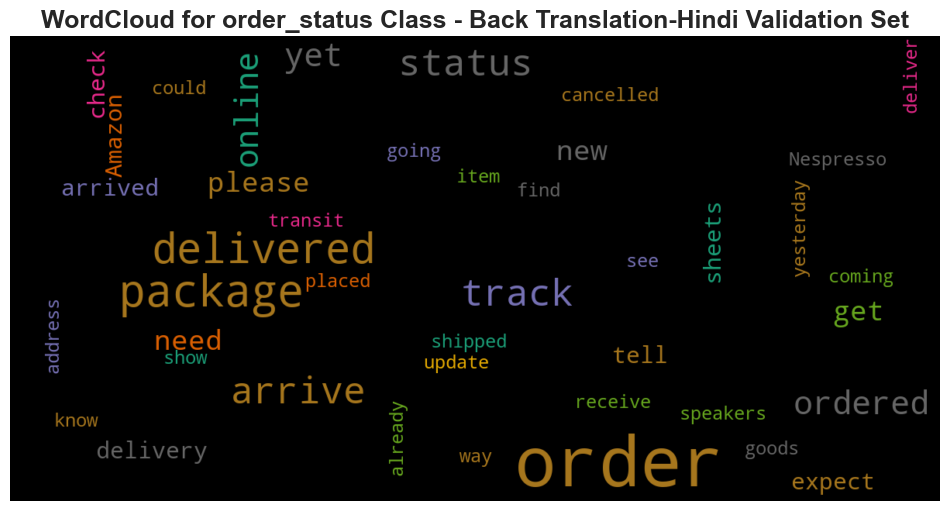 WordCloud for order_status Class - Back Translation-Hindi Validation Set
check
could
online
yet
status
cancelled
deliver
Amazon
arrived
please
going
item
find
new
Nespresso
transit
delivered
package
placed
track
see
sheets
yesterday
coming
get
address
need
show
shipped
update
tell
arrive
receive
speakers
ordered
know
delivery
already
way
order
goods
expect